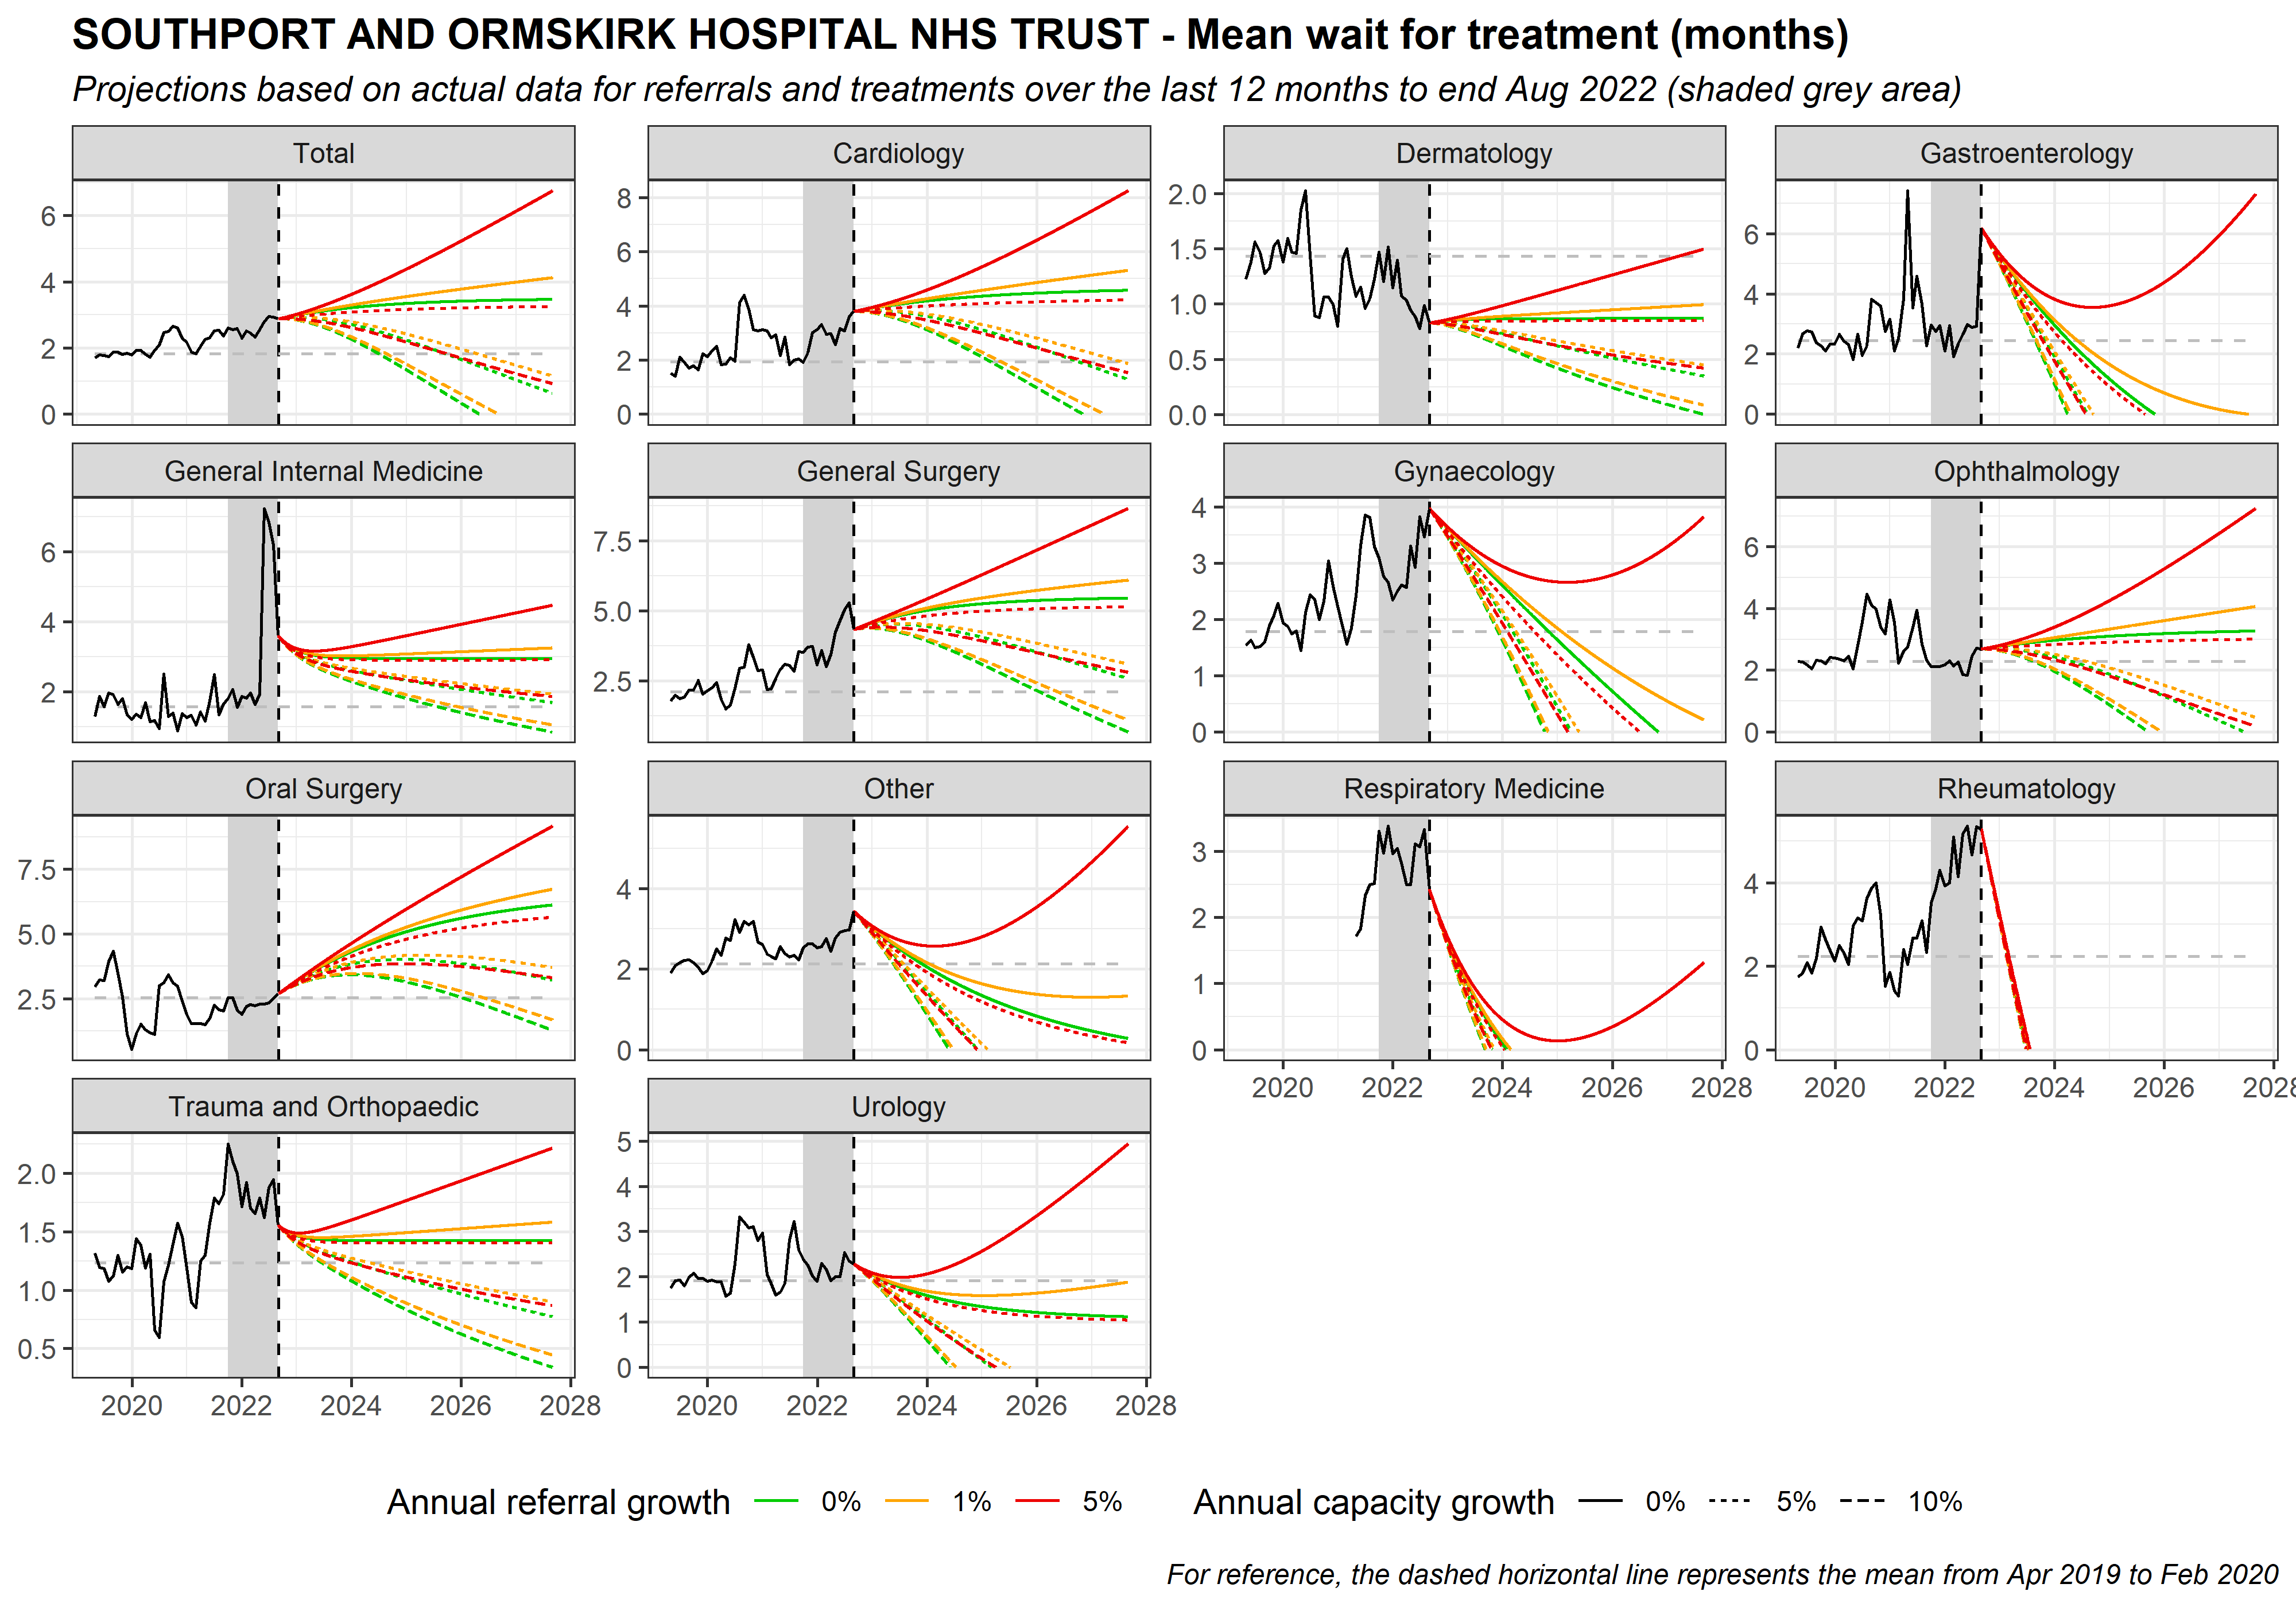 SOUTHPORT AND ORMSKIRK HOSPITAL NHS TRUST - Mean wait for treatment (months)
Projections based on actual data for referrals and treatments over the last 12 months to end Aug 2022 (shaded grey area)
Total Cardiology Dermatology Gastroenterology
6 4 2 0
8 6 4 2 0
2.0 1.5 1.0 0.5 0.0
6 4 2 0
General Internal Medicine General Surgery Gynaecology Ophthalmology
6 4 2
7.5 5.0 2.5
4 3 2 1 0
6 4 2 0
Oral Surgery Other Respiratory Medicine Rheumatology
7.5 5.0 2.5
4 2 0
3 2 1 0
4 2 0
2020 2022 2024 2026 2028
2020 2022 2024 2026 2028
Trauma and Orthopaedic Urology
2.0 1.5 1.0 0.5
5 4 3 2 1 0
2020 2022 2024 2026 2028
2020 2022 2024 2026 2028
Annual referral growth 0% 1% 5% Annual capacity growth 0% 5% 10%
For reference, the dashed horizontal line represents the mean from Apr 2019 to Feb 2020